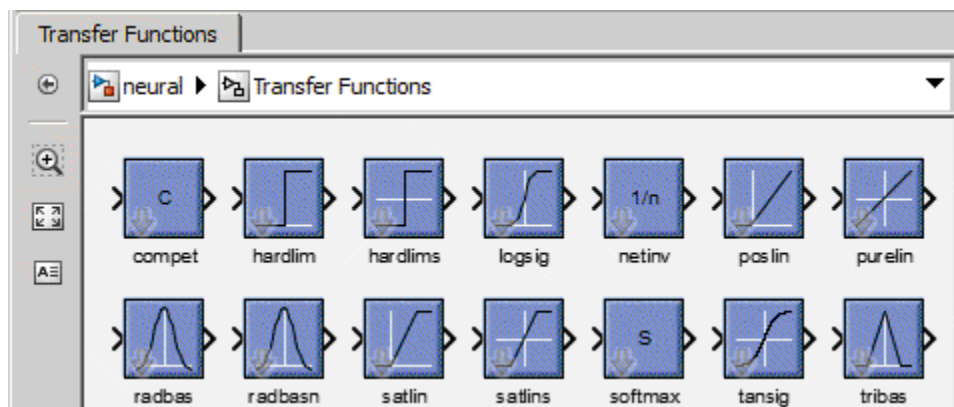 Transfer Functions
neural Transfer Functions
C 1/n
compet hardlim hardlims logsig netinv poslin purelin
S
radbas radbasn satlin satlins softmax tansig tribas
A